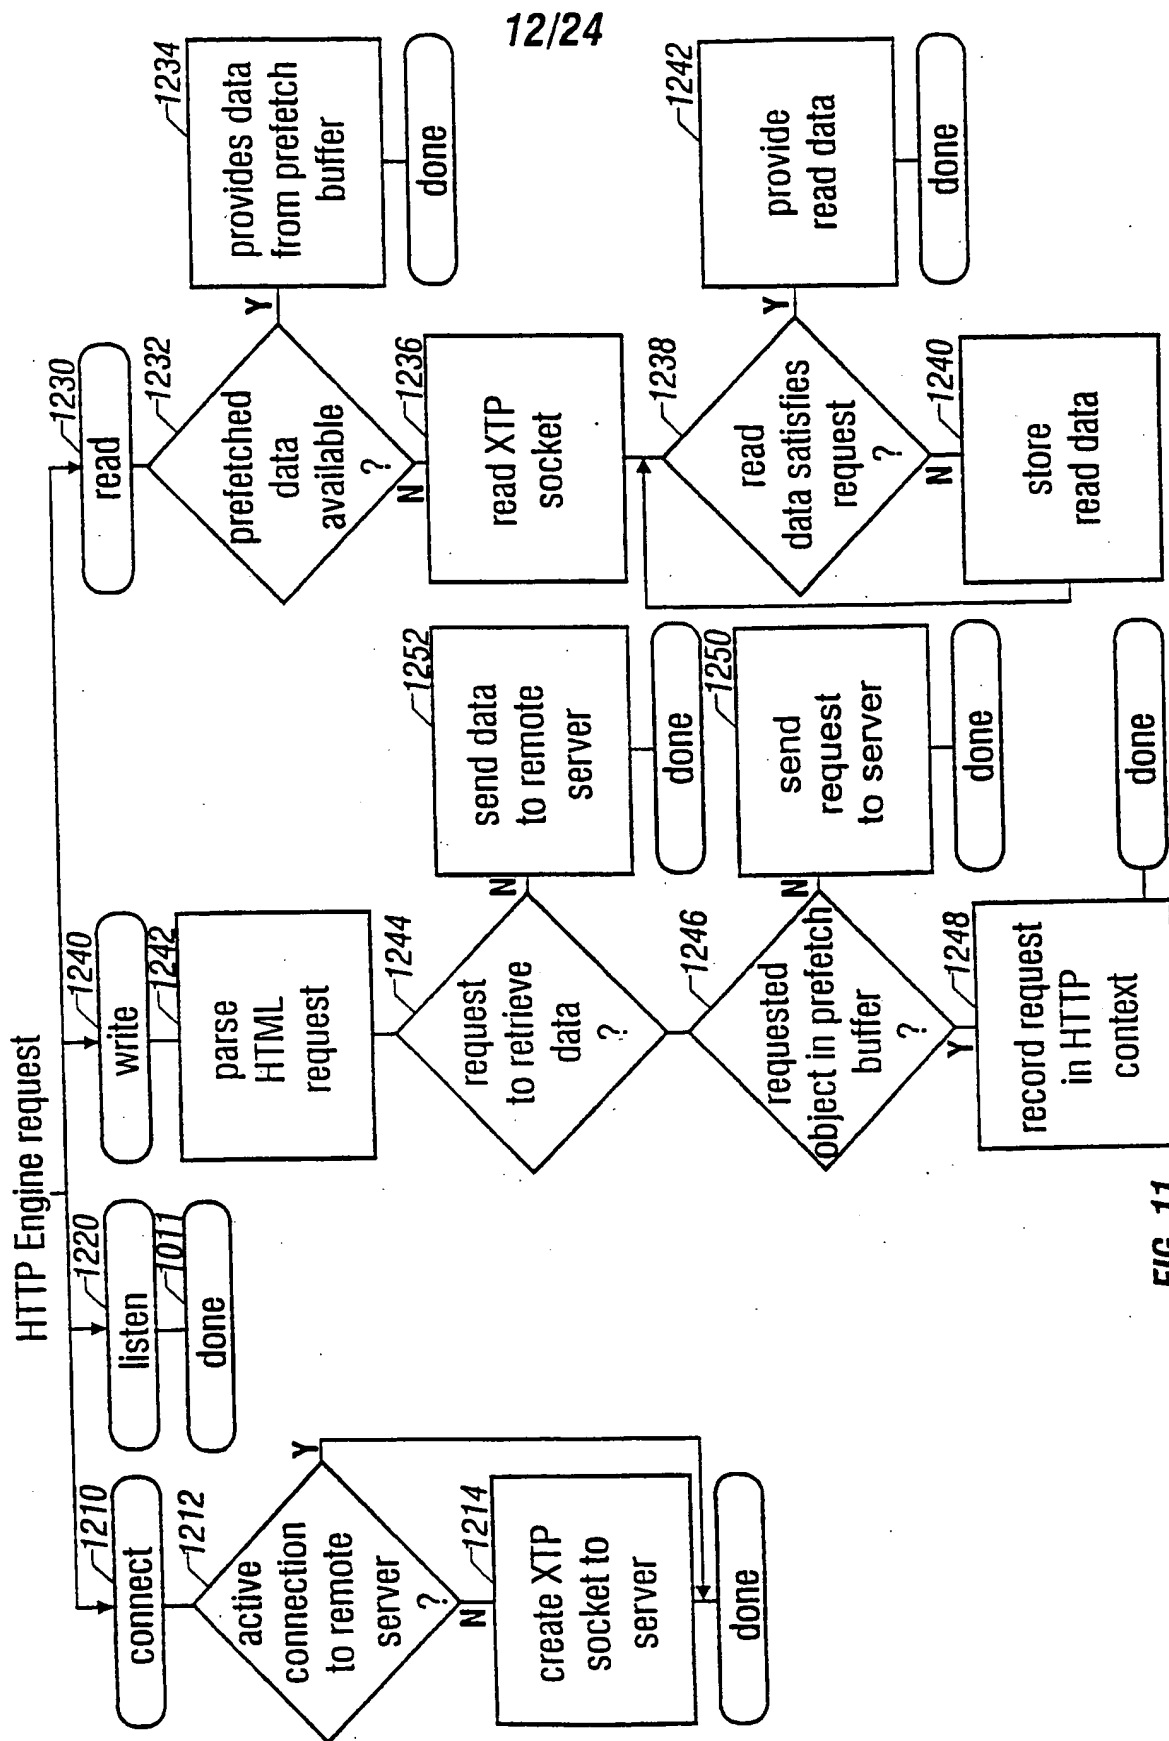 12/24
HTTP Engine request
1210
connect
1212
active
connection
to remote
server
?
Y
N
1214
create XTP
socket to
server
done
1220
listen
1011
done
1240
write
1242
parse
HTML
request
1244
request
to retrieve
data
?
N
1252
send data
to remote
server
done
1246
requested
object in prefetch
buffer
?
N
1250
send
request
to server
done
Y
1248
record request
in HTTP
context
done
1230
read
1232
prefetched
data
available
?
Y
1234
provides data
from prefetch
buffer
done
N
1236
read XTP
socket
1238
read
data satisfies
request
?
Y
1242
provide
read data
done
N
1240
store
read data
FIG. 11